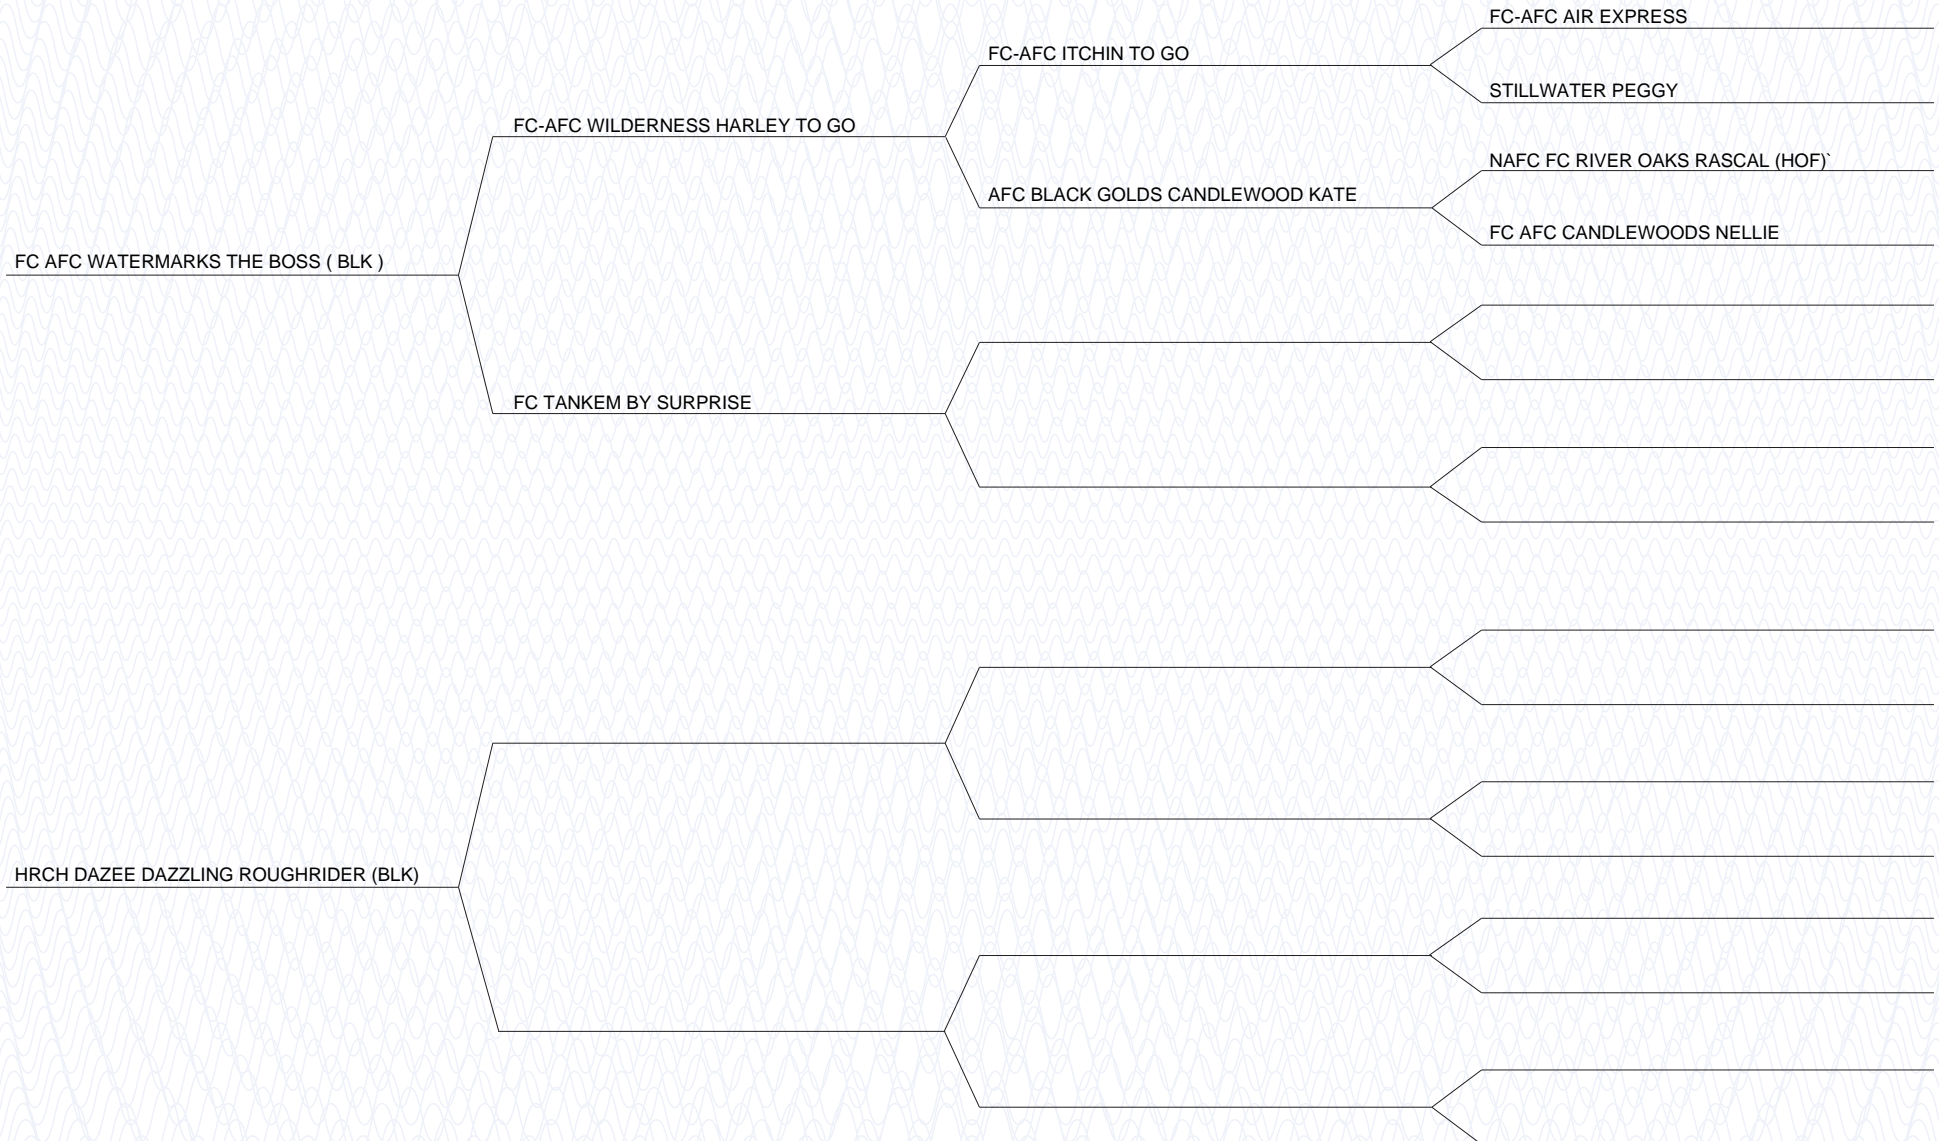 FC-AFC AIR EXPRESS
FC-AFC ITCHIN TO GO
STILLWATER PEGGY
FC-AFC WILDERNESS HARLEY TO GO
NAFC FC RIVER OAKS RASCAL (HOF)`
AFC BLACK GOLDS CANDLEWOOD KATE
FC AFC CANDLEWOODS NELLIE
FC AFC WATERMARKS THE BOSS ( BLK )
FC TANKEM BY SURPRISE
HRCH DAZEE DAZZLING ROUGHRIDER (BLK)